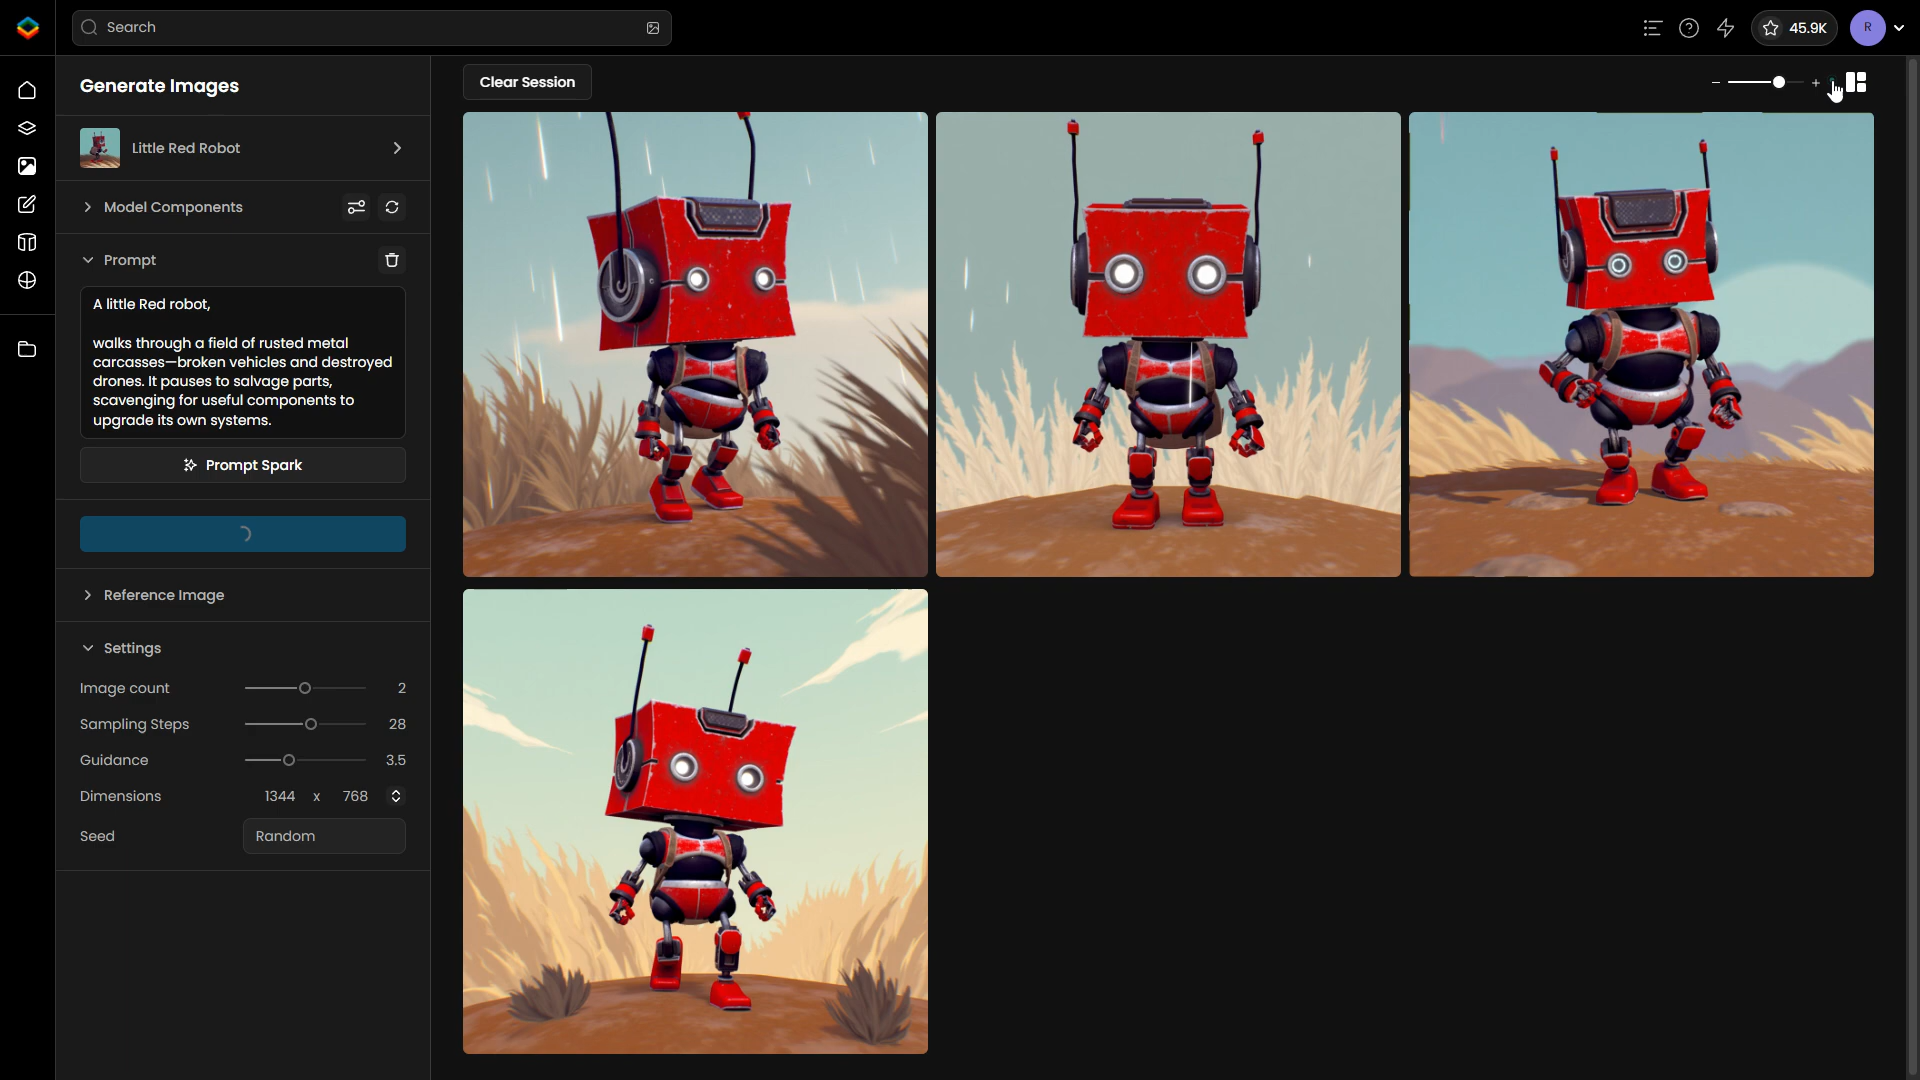 Search
45.9K
R
Generate Images
Clear Session
Little Red Robot
Model Components
Prompt
A little Red robot,
walks through a field of rusted metal
carcasses—broken vehicles and destroyed
drones. It pauses to salvage parts,
scavenging for useful components to
upgrade its own systems.
Prompt Spark
Reference Image
Settings
Image count 2
Sampling Steps 28
Guidance 3.5
Dimensions 1344 x 768
Seed Random